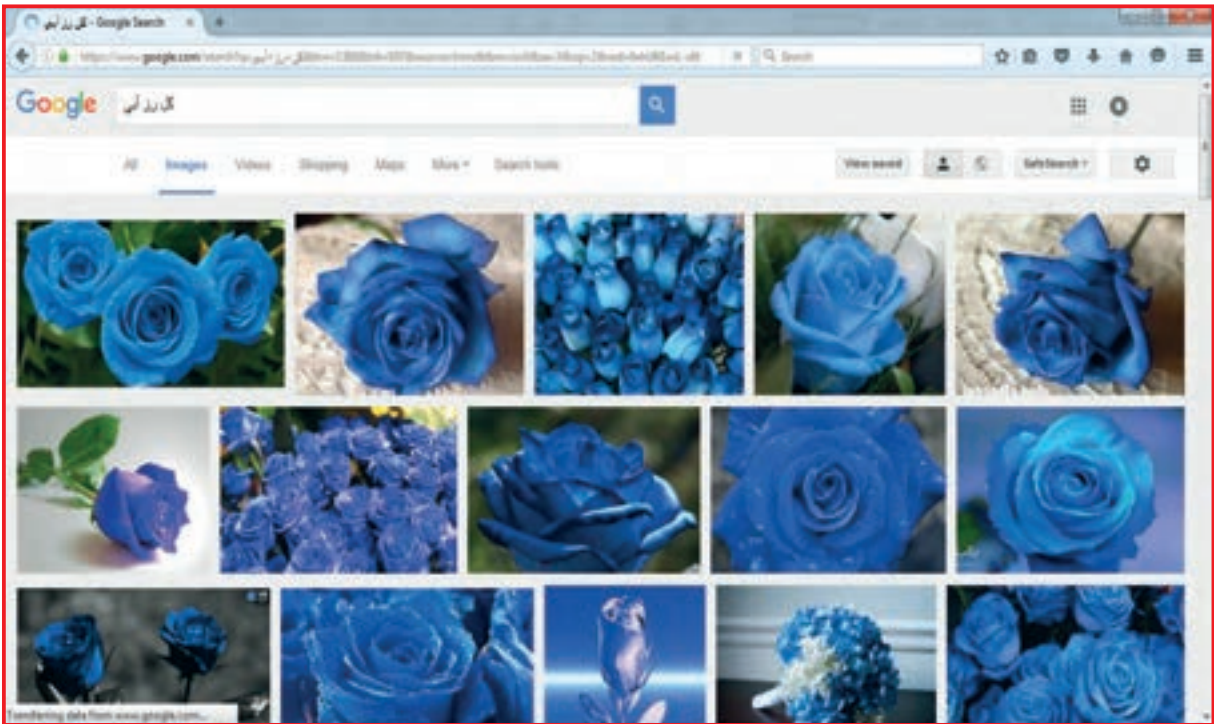 گل رز آبی - Google Search
Search
Google گل رز آبی
All Images Videos Shopping Maps More Search tools View saved SafeSearch
Transferring data from www.google.com...